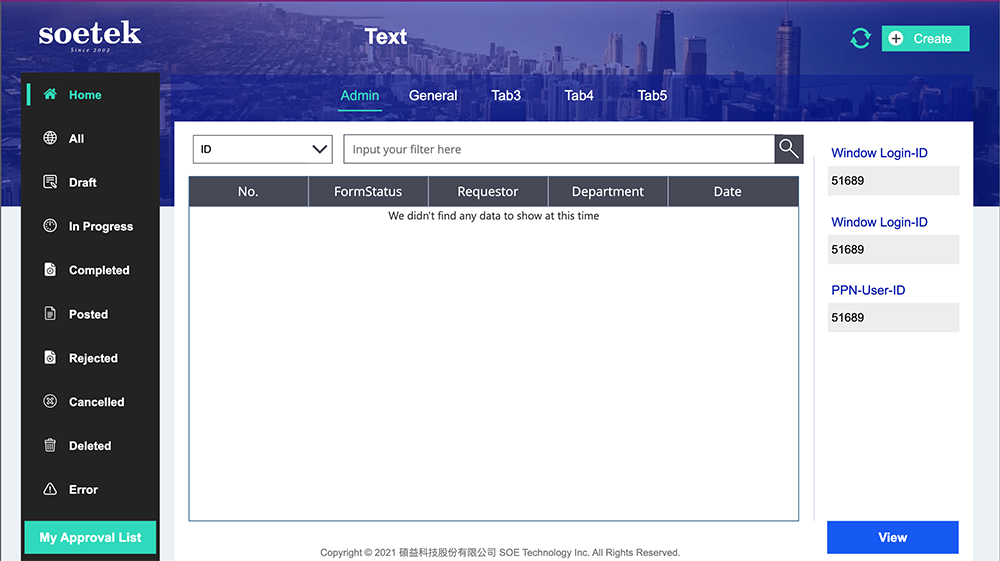 soetek
Since 2002
Text
Create
Home
All
Draft
In Progress
Completed
Posted
Rejected
Cancelled
Deleted
Error
My Approval List
Admin General Tab3 Tab4 Tab5
ID
Input your filter here
No. FormStatus Requestor Department Date
We didn't find any data to show at this time
Window Login-ID
51689
Window Login-ID
51689
PPN-User-ID
51689
View
Copyright © 2021 碩益科技股份有限公司 SOE Technology Inc. All Rights Reserved.